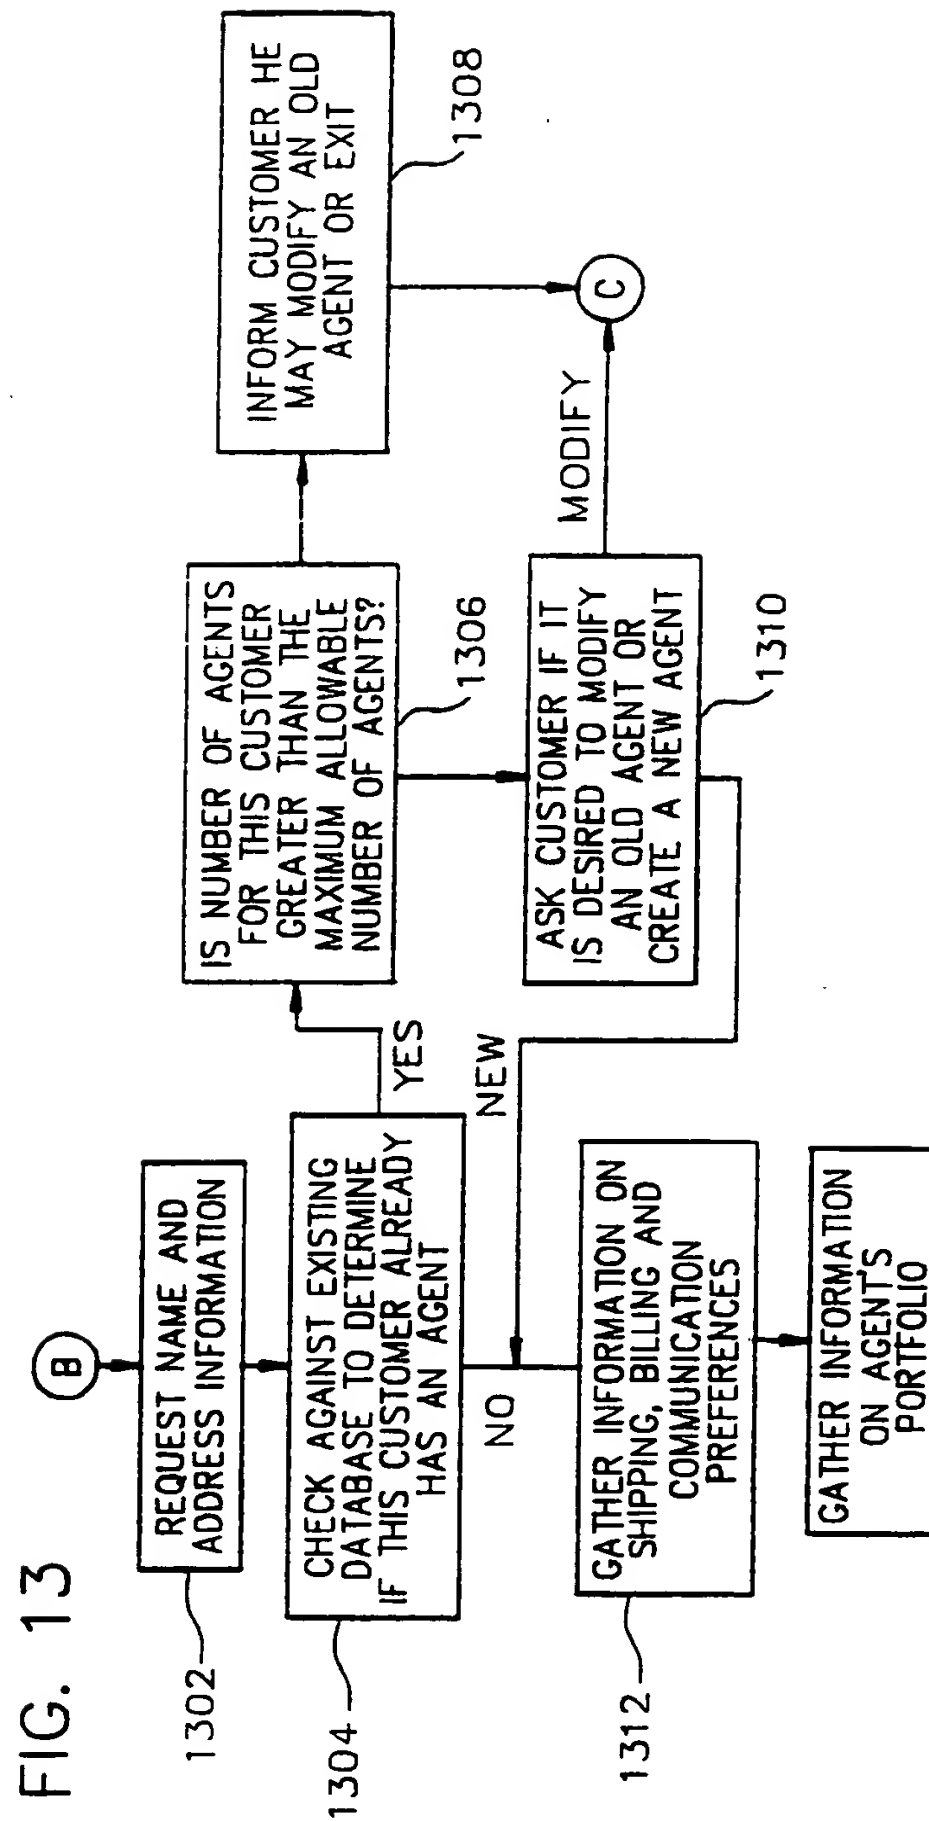 FIG. 13
B
REQUEST NAME AND
ADDRESS INFORMATION
1302
CHECK AGAINST EXISTING
DATABASE TO DETERMINE
IF THIS CUSTOMER ALREADY
HAS AN AGENT
1304
YES
NO
IS NUMBER OF AGENTS
FOR THIS CUSTOMER
GREATER THAN THE
MAXIMUM ALLOWABLE
NUMBER OF AGENTS?
1306
INFORM CUSTOMER HE
MAY MODIFY AN OLD
AGENT OR EXIT
1308
ASK CUSTOMER IF IT
IS DESIRED TO MODIFY
AN OLD AGENT OR
CREATE A NEW AGENT
1310
MODIFY
C
NEW
GATHER INFORMATION ON
SHIPPING, BILLING AND
COMMUNICATION
PREFERENCES
1312
GATHER INFORMATION
ON AGENT'S
PORTFOLIO